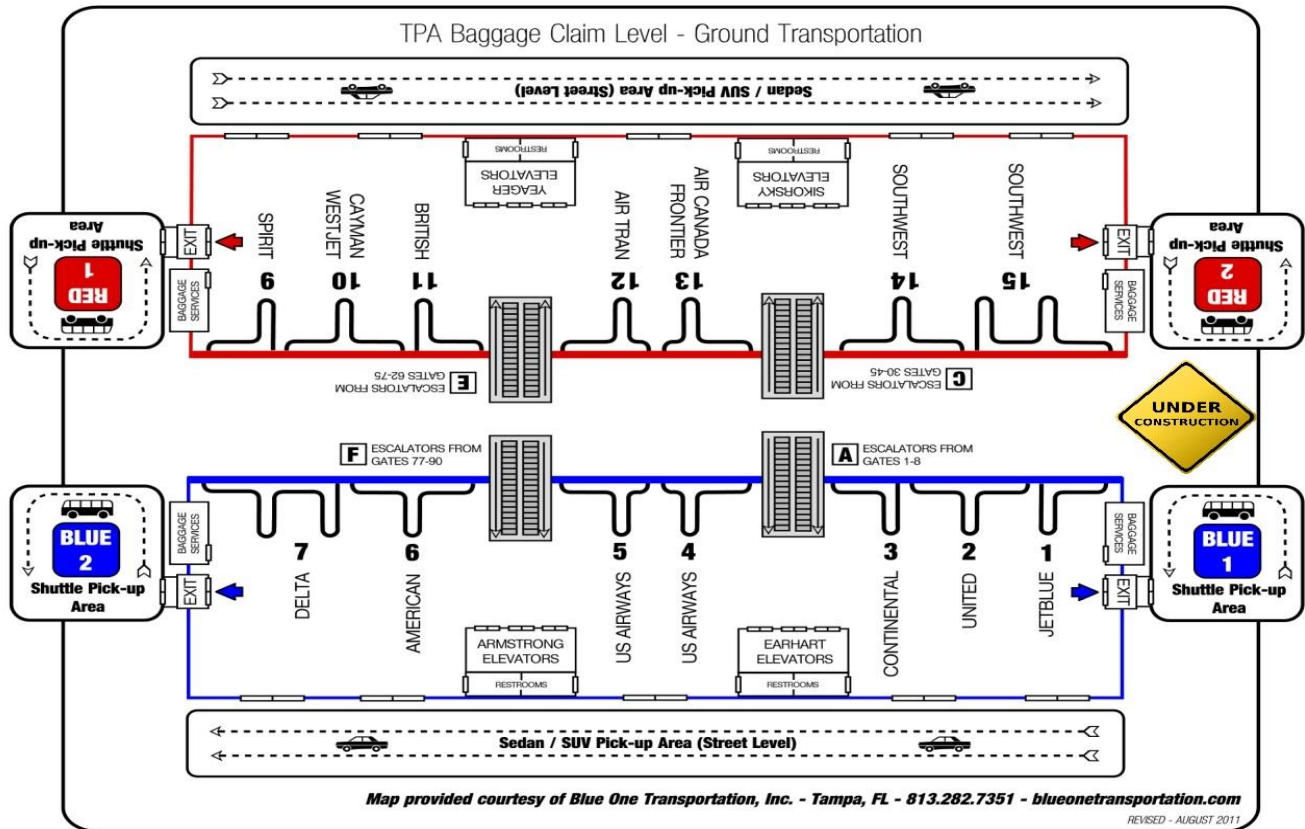 TPA Baggage Claim Level - Ground Transportation
Sedan / SUV Pick-up Area (Street Level)
RESTROOMS
YEAGER
ELEVATORS
RESTROOMS
SIKORSKY
ELEVATORS
SPIRIT
9
CAYMAN
WESTJET
10
BRITISH
11
AIR TRAN
12
AIR CANADA
FRONTIER
13
SOUTHWEST
14
SOUTHWEST
15
EXIT
BAGGAGE
SERVICES
Shuttle Pick-up
Area
RED
1
EXIT
BAGGAGE
SERVICES
Shuttle Pick-up
Area
RED
2
E
ESCALATORS FROM
GATES 62-75
C
ESCALATORS FROM
GATES 30-45
UNDER
CONSTRUCTION
F
ESCALATORS FROM
GATES 77-90
A
ESCALATORS FROM
GATES 1-8
BLUE
2
Shuttle Pick-up
Area
BAGGAGE
SERVICES
EXIT
BAGGAGE
SERVICES
EXIT
BLUE
1
Shuttle Pick-up
Area
7
DELTA
6
AMERICAN
5
US AIRWAYS
4
US AIRWAYS
3
CONTINENTAL
2
UNITED
1
JETBLUE
ARMSTRONG
ELEVATORS
RESTROOMS
EARHART
ELEVATORS
RESTROOMS
Sedan / SUV Pick-up Area (Street Level)
Map provided courtesy of Blue One Transportation, Inc. - Tampa, FL - 813.282.7351 - blueonetransportation.com
REVISED - AUGUST 2011